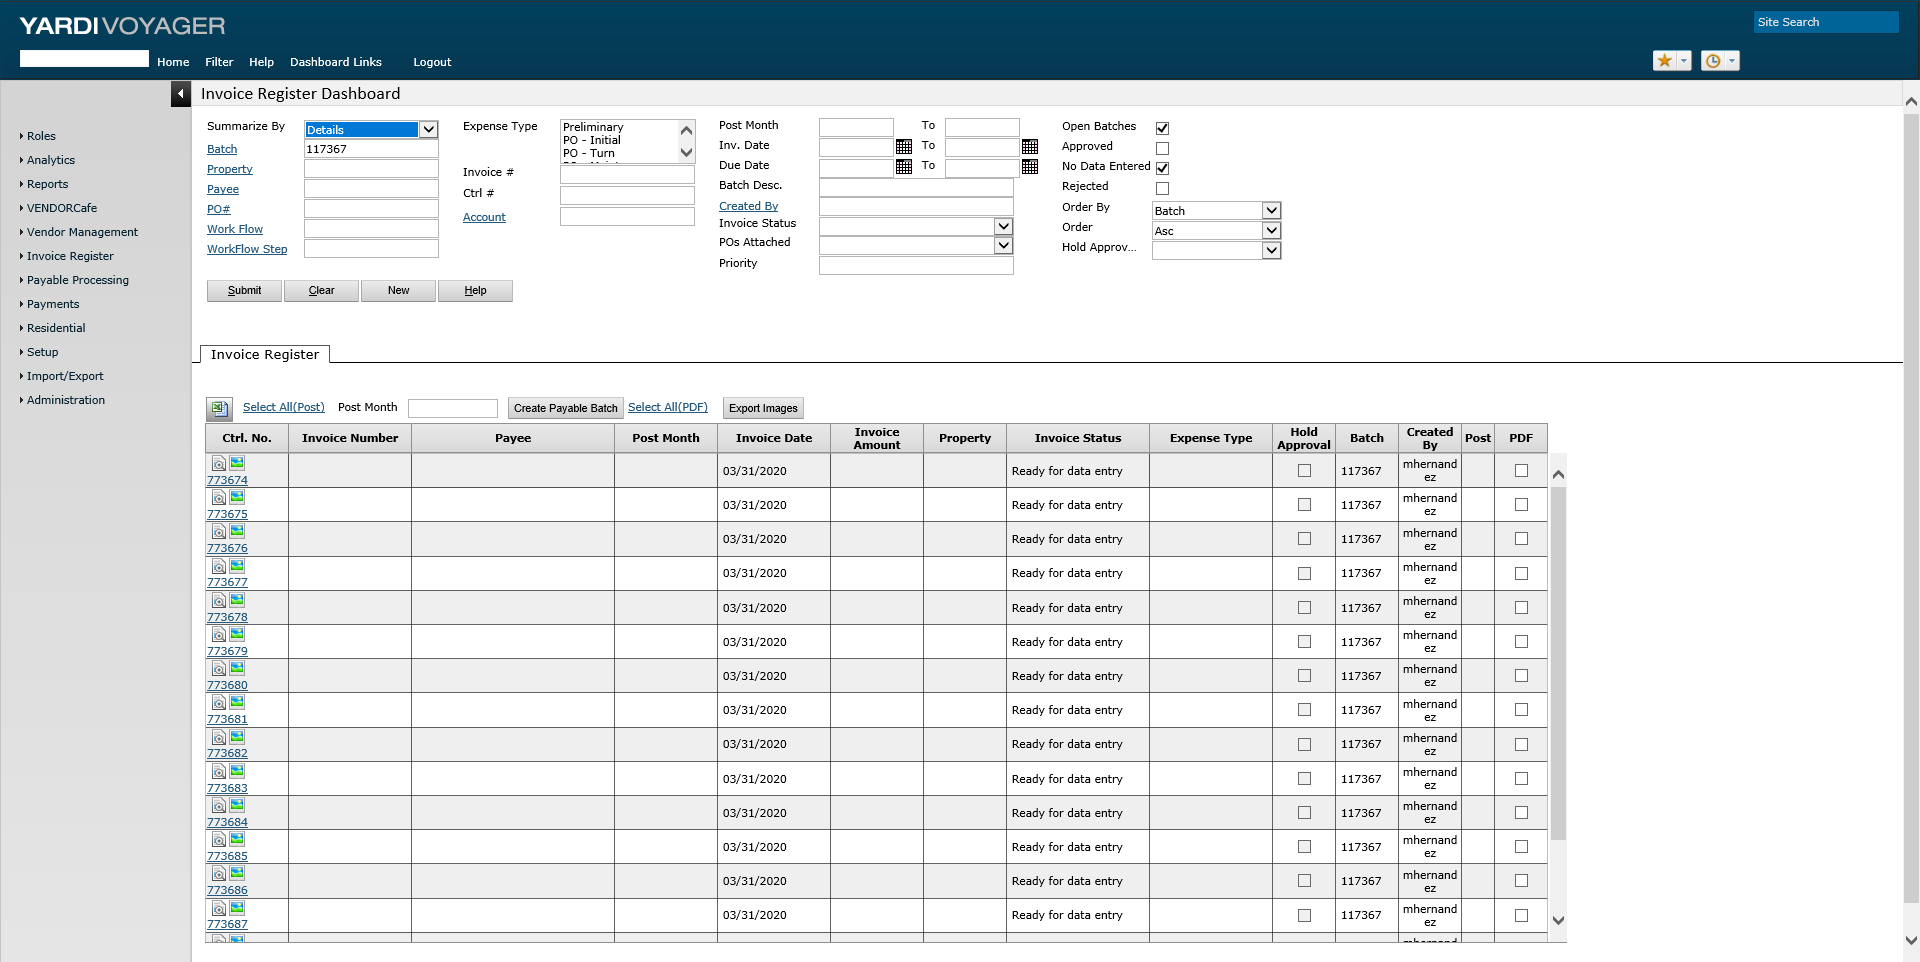 YARDI VOYAGER
Site Search
Home Filter Help Dashboard Links Logout
Invoice Register Dashboard
Roles
Analytics
Reports
VENDORCafe
Vendor Management
Invoice Register
Payable Processing
Payments
Residential
Setup
Import/Export
Administration
Summarize By Details
Batch 117367
Property
Payee
PO#
Work Flow
WorkFlow Step
Expense Type
Preliminary
PO - Initial
PO - Turn
Invoice #
Ctrl #
Account
Post Month To
Inv. Date To
Due Date To
Batch Desc.
Created By
Invoice Status
POs Attached
Priority
Open Batches
Approved
No Data Entered
Rejected
Order By Batch
Order Asc
Hold Approv...
Submit Clear New Help
Invoice Register
Select All(Post) Post Month Create Payable Batch Select All(PDF) Export Images
Ctrl. No. Invoice Number Payee Post Month Invoice Date Invoice Amount Property Invoice Status Expense Type Hold Approval Batch Created By Post PDF
773674 03/31/2020 Ready for data entry 117367 mhernandez
773675 03/31/2020 Ready for data entry 117367 mhernandez
773676 03/31/2020 Ready for data entry 117367 mhernandez
773677 03/31/2020 Ready for data entry 117367 mhernandez
773678 03/31/2020 Ready for data entry 117367 mhernandez
773679 03/31/2020 Ready for data entry 117367 mhernandez
773680 03/31/2020 Ready for data entry 117367 mhernandez
773681 03/31/2020 Ready for data entry 117367 mhernandez
773682 03/31/2020 Ready for data entry 117367 mhernandez
773683 03/31/2020 Ready for data entry 117367 mhernandez
773684 03/31/2020 Ready for data entry 117367 mhernandez
773685 03/31/2020 Ready for data entry 117367 mhernandez
773686 03/31/2020 Ready for data entry 117367 mhernandez
773687 03/31/2020 Ready for data entry 117367 mhernandez